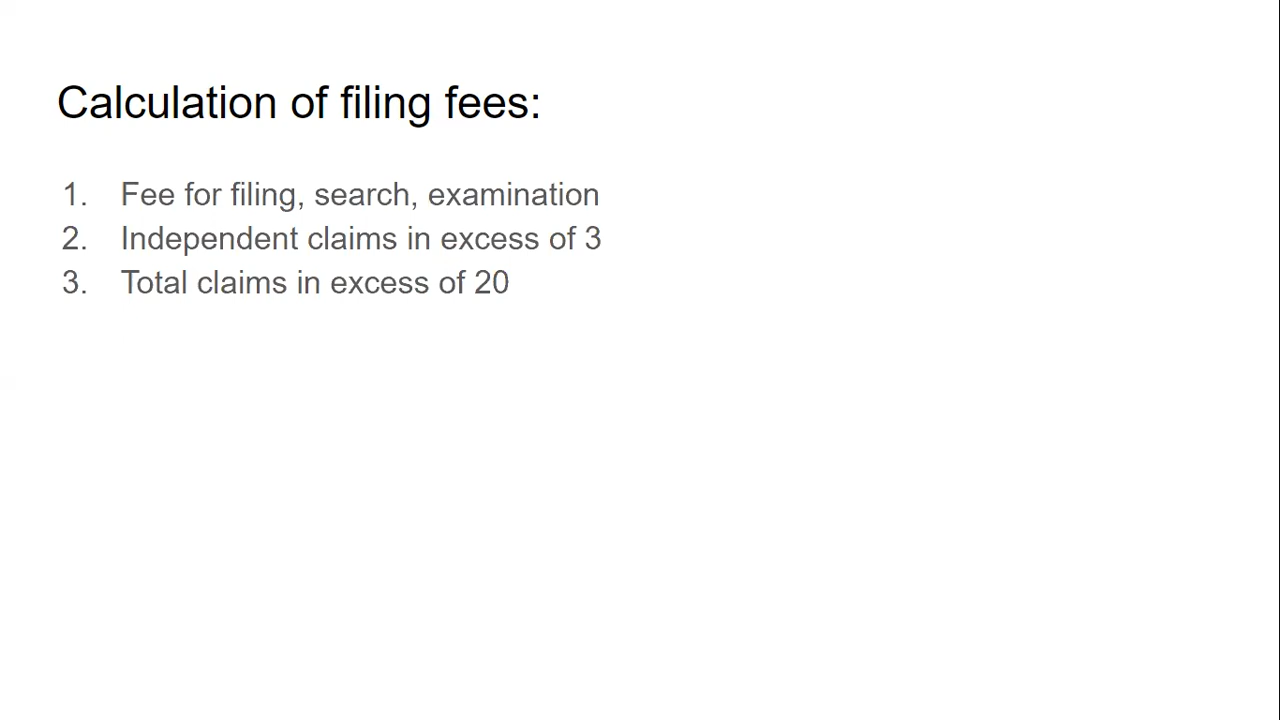 Calculation of filing fees:
1. Fee for filing, search, examination
2. Independent claims in excess of 3
3. Total claims in excess of 20